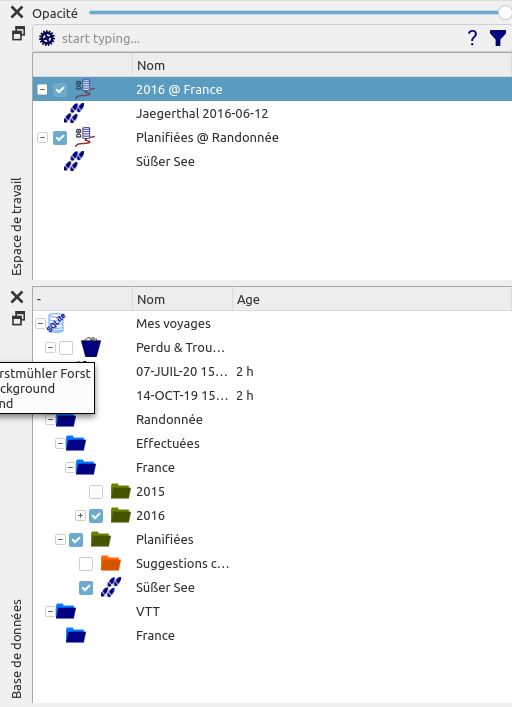 Opacité
start typing...
?
Nom
2016 @ France
Jaegerthal 2016-06-12
Planifiées @ Randonnée
Süßer See
Espace de travail
- Nom Age
Mes voyages
Perdu & Trou...
rstmühler Forst
ckground
nd
07-JUIL-20 15... 2 h
14-OCT-19 15... 2 h
Randonnée
Effectuées
France
2015
2016
Planifiées
Suggestions c...
Süßer See
VTT
France
Base de données